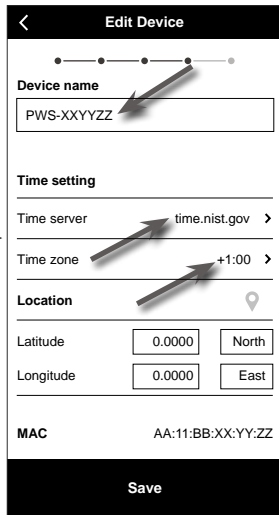 Edit Device
Device name
PWS-XXYYZZ
Time setting
Time server time.nist.gov >
Time zone +1:00 >
Location
Latitude 0.0000 North
Longitude 0.0000 East
MAC AA:11:BB:XX:YY:ZZ
Save